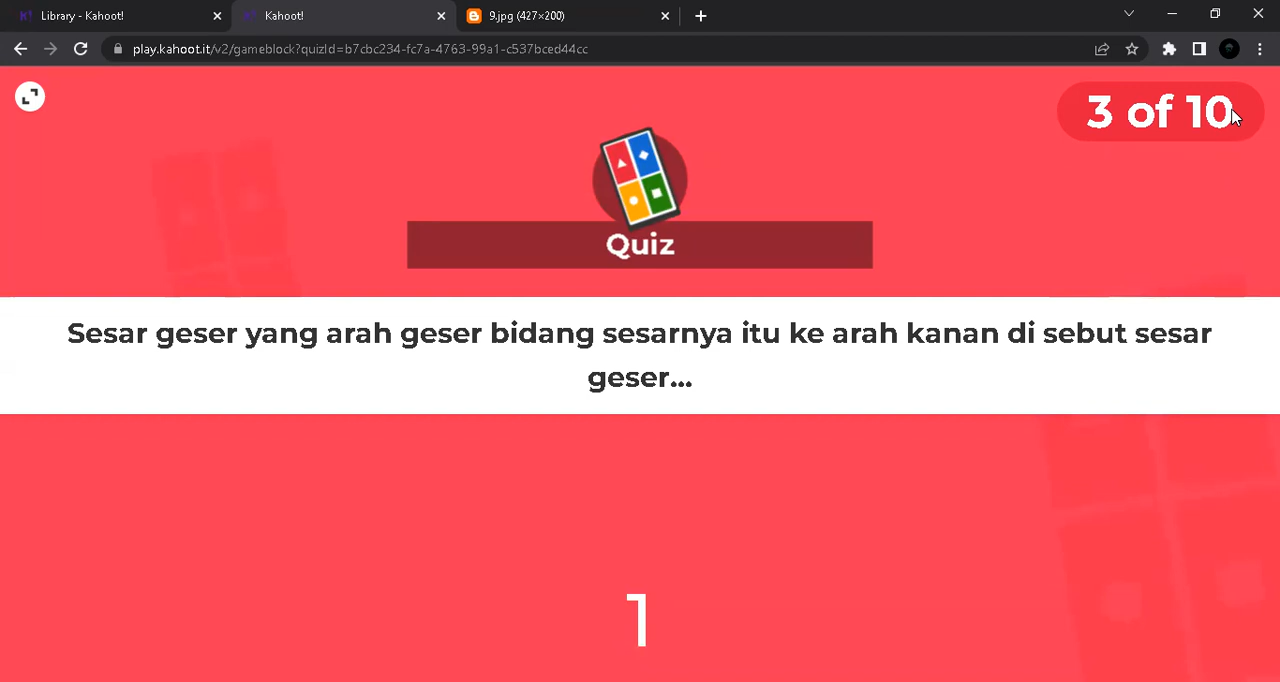 Library - Kahoot!
Kahoot!
9.jpg (427×200)
play.kahoot.it/v2/gameblock?quizId=b7cbc234-fc7a-4763-99a1-c537bced44cc
3 of 10
Quiz
Sesar geser yang arah geser bidang sesarnya itu ke arah kanan di sebut sesar
geser...
1